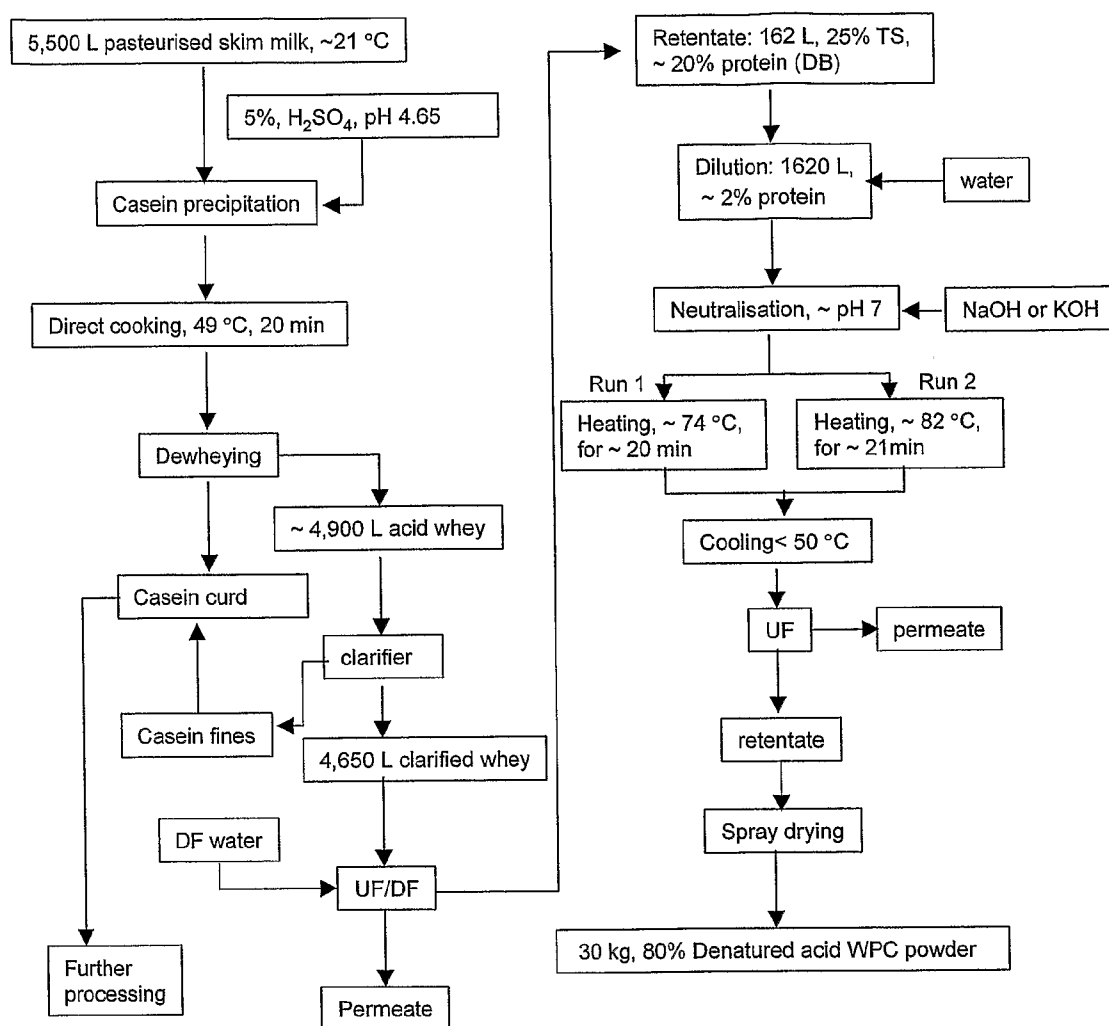 5,500 L pasteurised skim milk, ~21 °C
5%, H₂SO₄, pH 4.65
Casein precipitation
Direct cooking, 49 °C, 20 min
Dewheying
~ 4,900 L acid whey
Casein curd
clarifier
Casein fines
4,650 L clarified whey
DF water
UF/DF
Further
processing
Permeate
Retentate: 162 L, 25% TS,
~ 20% protein (DB)
Dilution: 1620 L,
~ 2% protein
water
Neutralisation, ~ pH 7
NaOH or KOH
Run 1
Run 2
Heating, ~ 74 °C,
for ~ 20 min
Heating, ~ 82 °C,
for ~ 21min
Cooling< 50 °C
UF
permeate
retentate
Spray drying
30 kg, 80% Denatured acid WPC powder